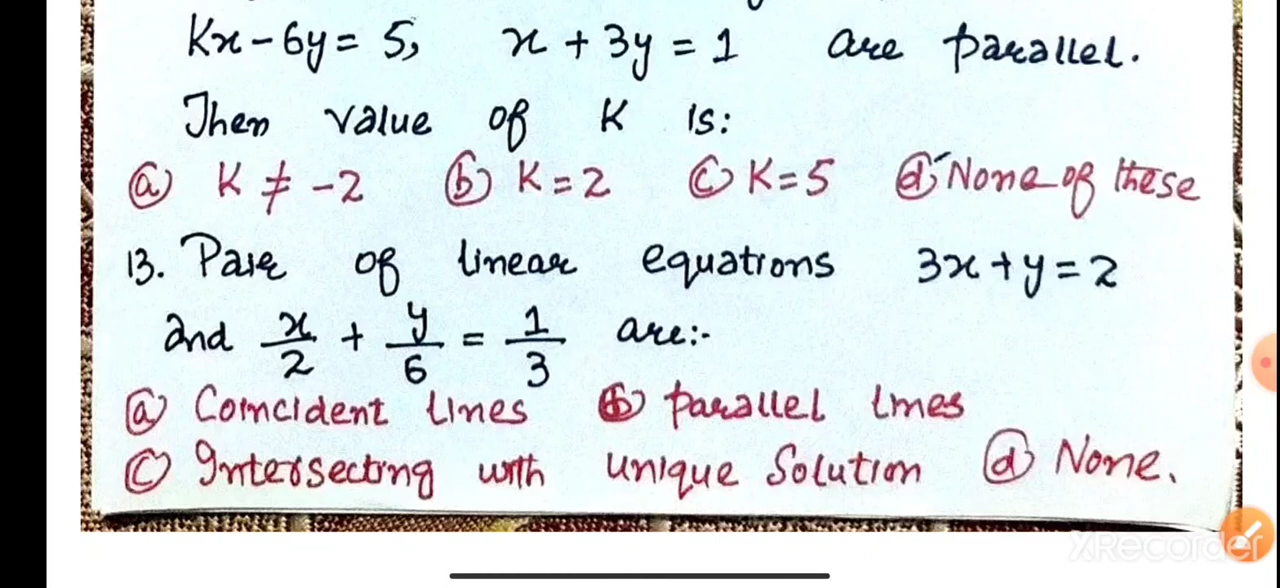 Kx - 6y = 5, x + 3y = 1 are parallel.
Then value of K is:
(a) K ≠ -2 (b) K = 2 (c) K = 5 (d) None of these
13. Pair of linear equations 3x + y = 2
and x/2 + y/6 = 1/3 are:-
(a) Coincident lines (b) parallel lines
(c) Intersecting with unique solution (d) None.
XRecorder